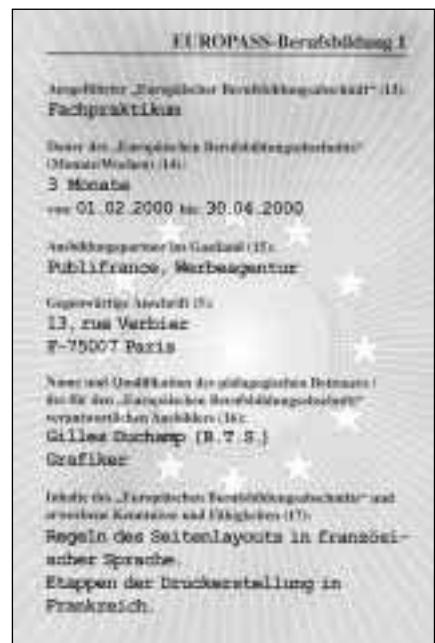 EUROPASS-Berufsbildung 1
Ausgeführter „Europäischer Berufsbildungsabschnitt“ (13):
Fachpraktikum
Dauer des „Europäischen Berufsbildungsabschnitts“
(Monate/Wochen) (14):
3 Monate
vom 01.02.2000 bis 30.04.2000
Ausbildungspartner im Gastland (15):
Publifrance, Werbeagentur
Gegenwärtige Anschrift (5):
13, rue Verbier
F-75007 Paris
Name und Qualifikation des pädagogischen Betreuers /
des für den „Europäischen Berufsbildungsabschnitt“
verantwortlichen Ausbilders (16):
Gilles Duchamp (B.T.S.)
Grafiker
Inhalte des „Europäischen Berufsbildungsabschnitts“ und
erworbene Kenntnisse und Fähigkeiten (17):
Regeln des Seitenlayouts in französi-
scher Sprache.
Etappen der Druckerstellung in
Frankreich.